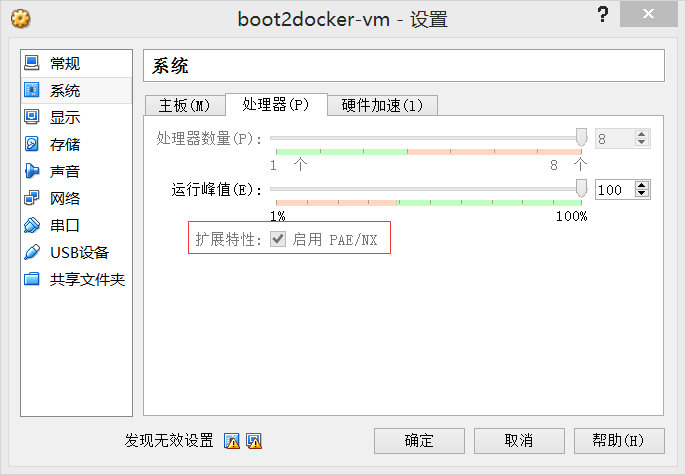 boot2docker-vm - 设置
?
常规
系统
显示
存储
声音
网络
串口
USB设备
共享文件夹
系统
主板(M) 处理器(P) 硬件加速(l)
处理器数量(P): 8
1 个 8 个
运行峰值(E): 100
1% 100%
扩展特性: 启用 PAE/NX
发现无效设置 确定 取消 帮助(H)